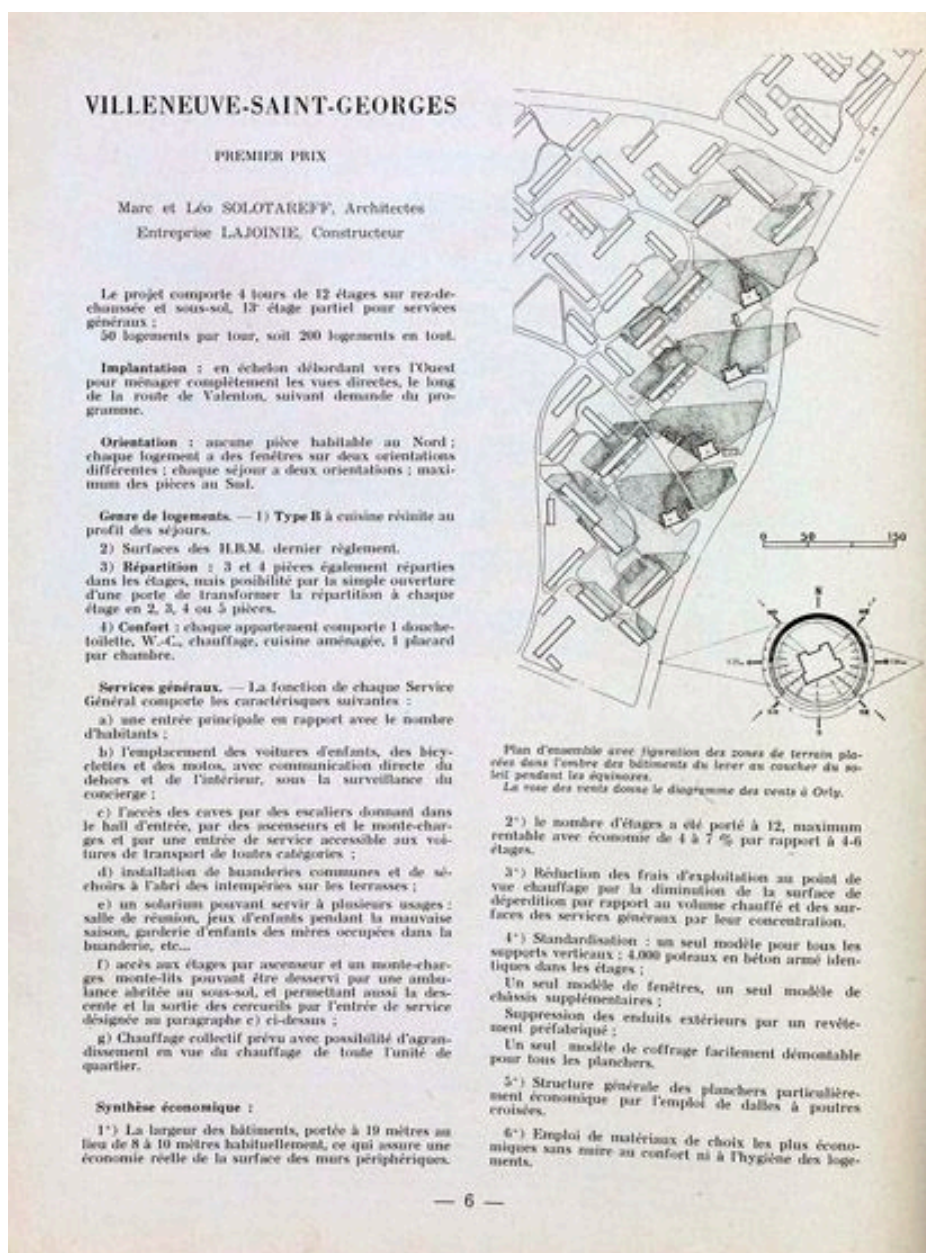 VILLENEUVE-SAINT-GEORGES
PREMIER PRIX
Marc et Léo SOLOTAREFF, Architectes
Entreprise LAJOINIE, Constructeur
Le projet comporte 4 tours de 12 étages sur rez-de-
chaussée et sous-sol, 13e étage partiel pour services
généraux ;
50 logements par tour, soit 200 logements en tout.
Implantation : en échelon débordant vers l'Ouest
pour ménager complètement les vues directes, le long
de la route de Valenton, suivant demande du pro-
gramme.
Orientation : aucune pièce habitable au Nord ;
chaque logement a des fenêtres sur deux orientations
différentes ; chaque séjour a deux orientations ; maxi-
mum des pièces au Sud.
Genre de logements. — 1) Type B à cuisine résinite au
profit des séjours.
2) Surfaces des H.B.M. dernier règlement.
3) Répartition : 3 et 4 pièces également réparties
dans les étages, mais posibilité par la simple ouverture
d'une porte de transformer la répartition à chaque
étage en 2, 3, 4 ou 5 pièces.
4) Confort : chaque appartement comporte 1 douche-
toilette, W.-C., chauffage, cuisine aménagée, 1 placard
par chambre.
Services généraux. — La fonction de chaque Service
Général comporte les caractérisques suivantes :
a) une entrée principale en rapport avec le nombre
d'habitants ;
b) l'emplacement des voitures d'enfants, des bicy-
clettes et des motos, avec communication directe du
dehors et de l'intérieur, sous la surveillance du
concierge ;
c) l'accès des caves par des escaliers donnant dans
le hall d'entrée, par des ascenseurs et le monte-char-
ges et par une entrée de service accessible aux voi-
tures de transport de toutes catégories ;
d) installation de buanderies communes et de sé-
choirs à l'abri des intempéries sur les terrasses ;
e) un solarium pouvant servir à plusieurs usages :
salle de réunion, jeux d'enfants pendant la mauvaise
saison, garderie d'enfants des mères occupées dans la
buanderie, etc...
f) accès aux étages par ascenseur et un monte-char-
ges monte-lits pouvant être desservi par une ambu-
lance abritée au sous-sol, et permettant aussi la des-
cente et la sortie des cercueils par l'entrée de service
désignée au paragraphe c) ci-dessus ;
g) Chauffage collectif prévu avec possibilité d'agran-
dissement en vue du chauffage de toute l'unité de
quartier.
Synthèse économique :
1°) La largeur des bâtiments, portée à 19 mètres au
lieu de 8 à 10 mètres habituellement, ce qui assure une
économie réelle de la surface des murs périphériques.
0 50 150
N
Plan d'ensemble avec figuration des zones de terrain pla-
cées dans l'ombre des bâtiments du lever au coucher du so-
leil pendant les équinoxes.
La rose des vents donne le diagramme des vents à Orly.
2°) le nombre d'étages a été porté à 12, maximum
rentable avec économie de 4 à 7 % par rapport à 4-6
étages.
3°) Réduction des frais d'exploitation au point de
vue chauffage par la diminution de la surface de
déperdition par rapport au volume chauffé et des sur-
faces des services généraux par leur concentration.
4°) Standardisation : un seul modèle pour tous les
supports verticaux ; 4.000 poteaux en béton armé iden-
tiques dans les étages ;
Un seul modèle de fenêtres, un seul modèle de
châssis supplémentaires ;
Suppression des enduits extérieurs par un revête-
ment préfabriqué ;
Un seul modèle de coffrage facilement démontable
pour tous les planchers.
5°) Structure générale des planchers particulière-
ment économique par l'emploi de dalles à poutres
croisées.
6°) Emploi de matériaux de choix les plus écono-
miques sans nuire au confort ni à l'hygiène des loge-
ments.
— 6 —